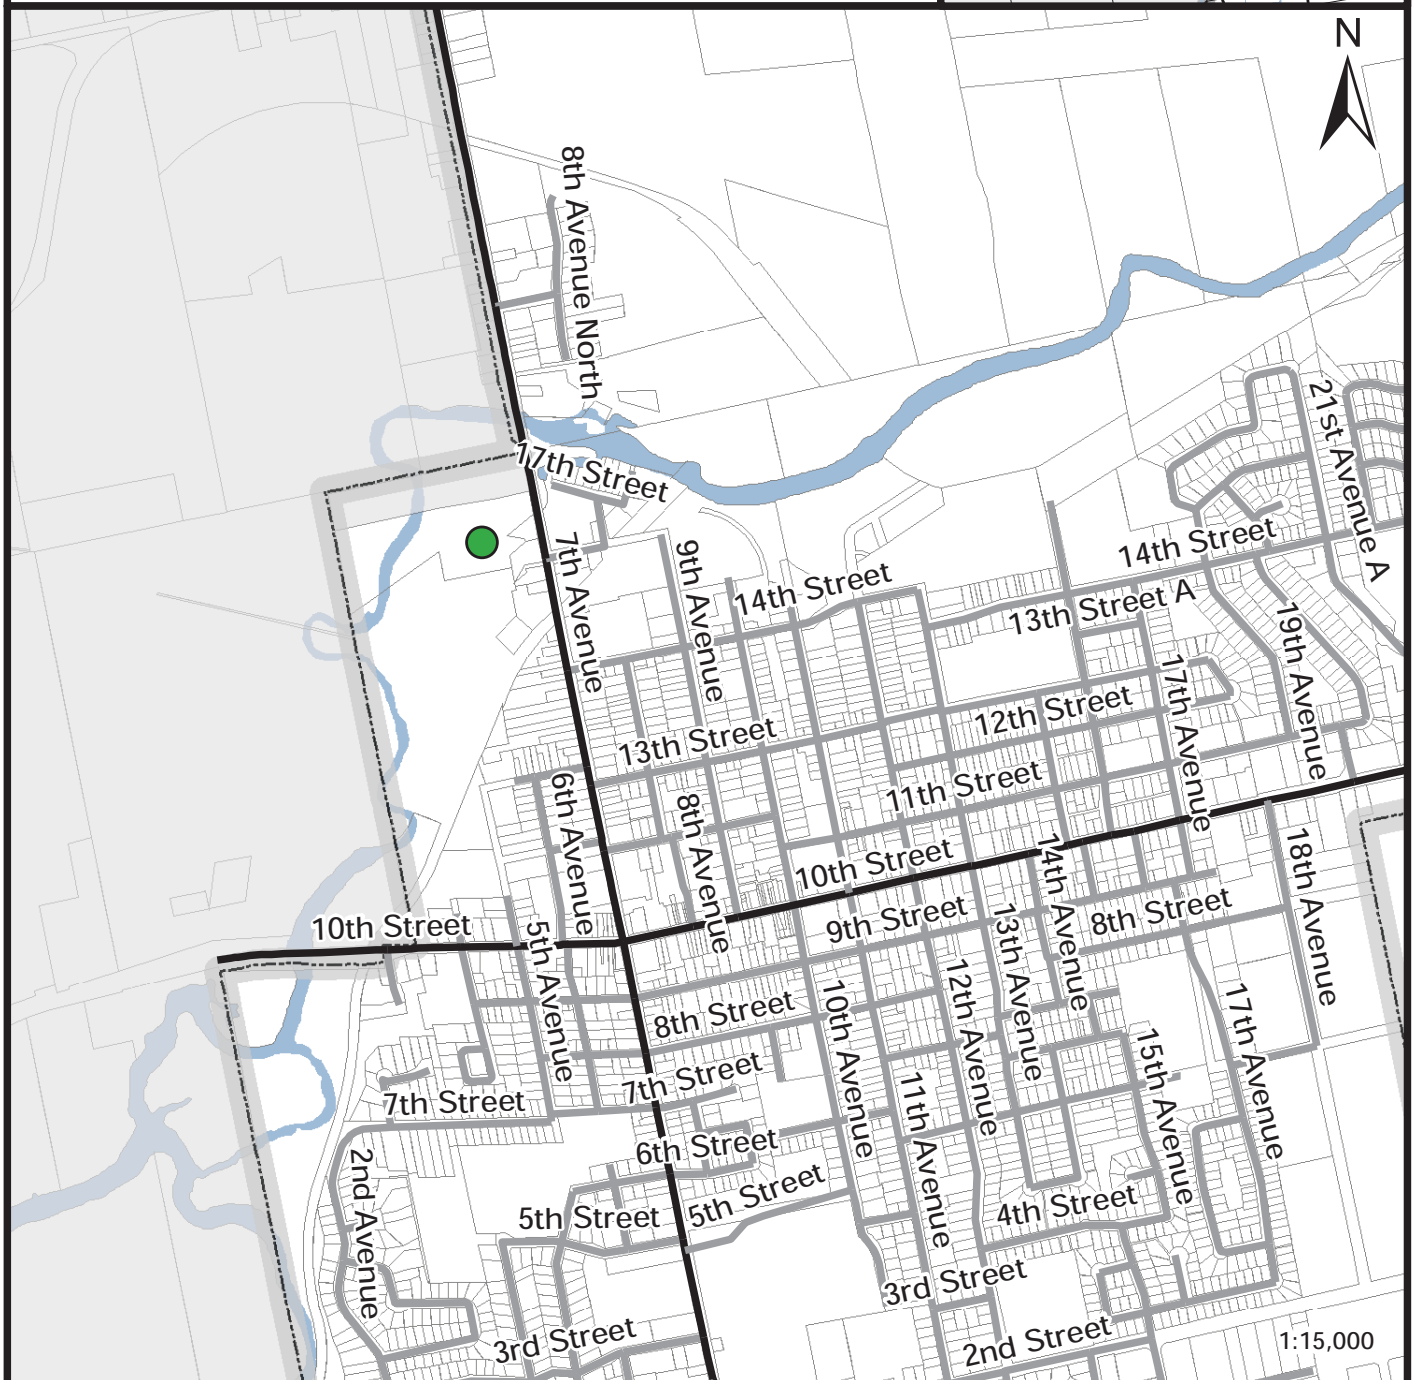 N
8th Avenue North
21st Avenue A
17th Street
14th Street
7th Avenue
9th Avenue
14th Street
13th Street A
19th Avenue
17th Avenue
12th Street
13th Street
6th Avenue
11th Street
8th Avenue
10th Street
14th Avenue
18th Avenue
8th Street
9th Street
13th Avenue
10th Street
5th Avenue
12th Avenue
10th Avenue
8th Street
17th Avenue
15th Avenue
7th Street
11th Avenue
7th Street
6th Street
2nd Avenue
5th Street
5th Street
4th Street
3rd Street
3rd Street
2nd Street
1:15,000